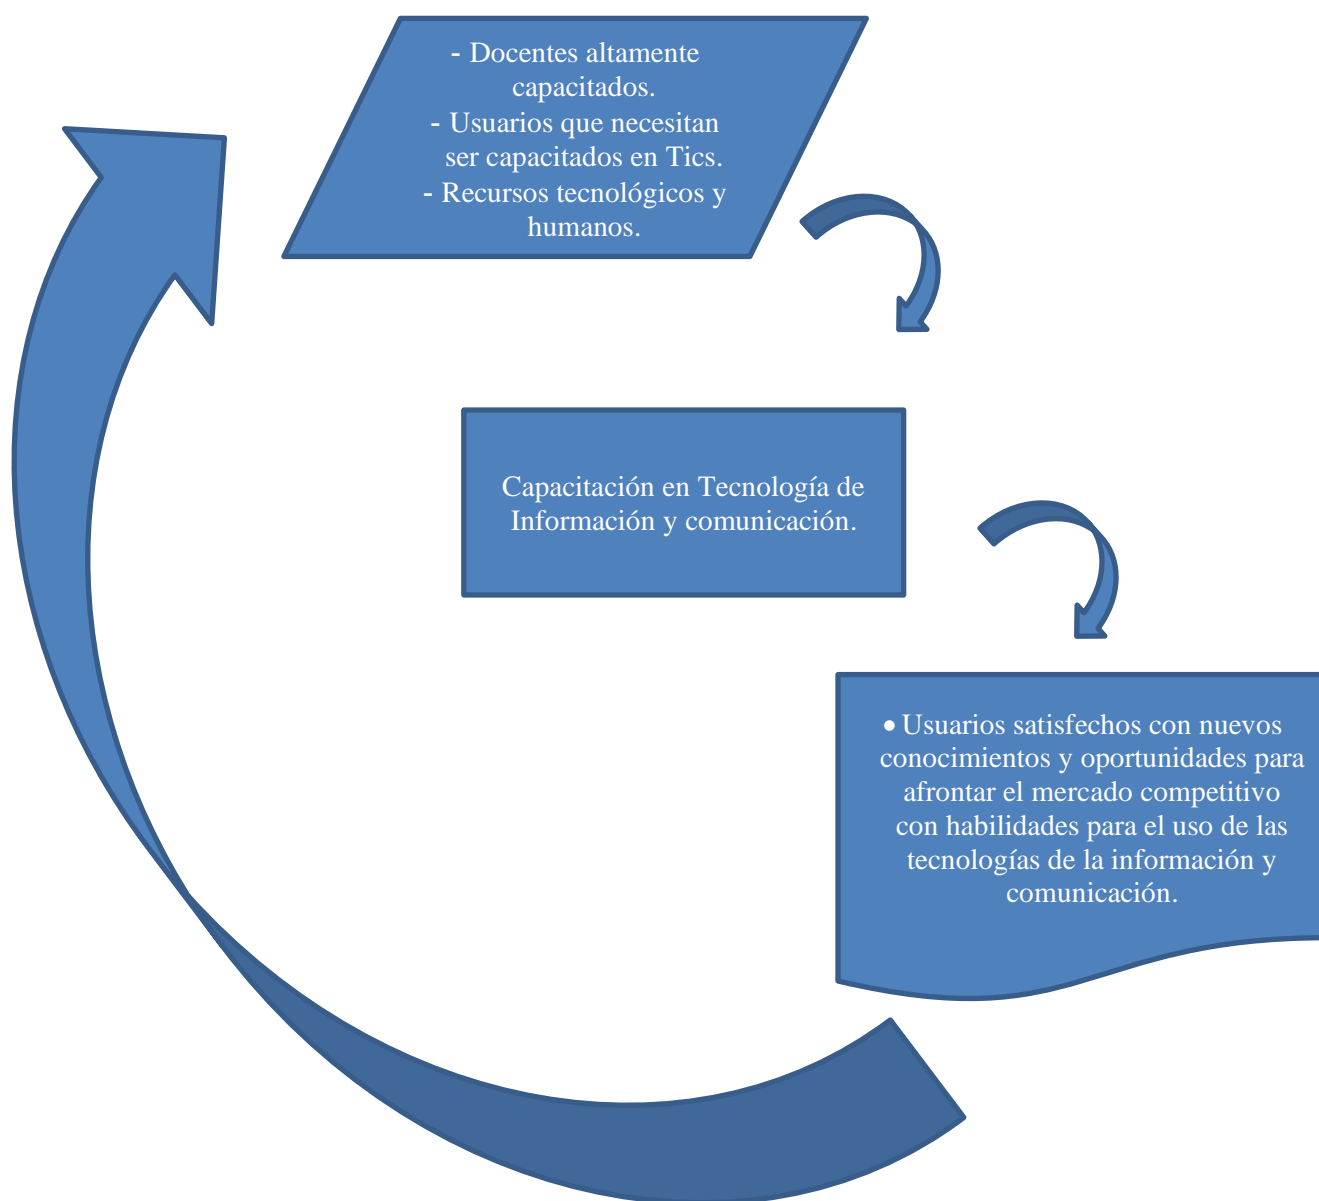 - Docentes altamente
capacitados.
- Usuarios que necesitan
ser capacitados en Tics.
- Recursos tecnológicos y
humanos.
Capacitación en Tecnología de
Información y comunicación.
• Usuarios satisfechos con nuevos
conocimientos y oportunidades para
afrontar el mercado competitivo
con habilidades para el uso de las
tecnologías de la información y
comunicación.